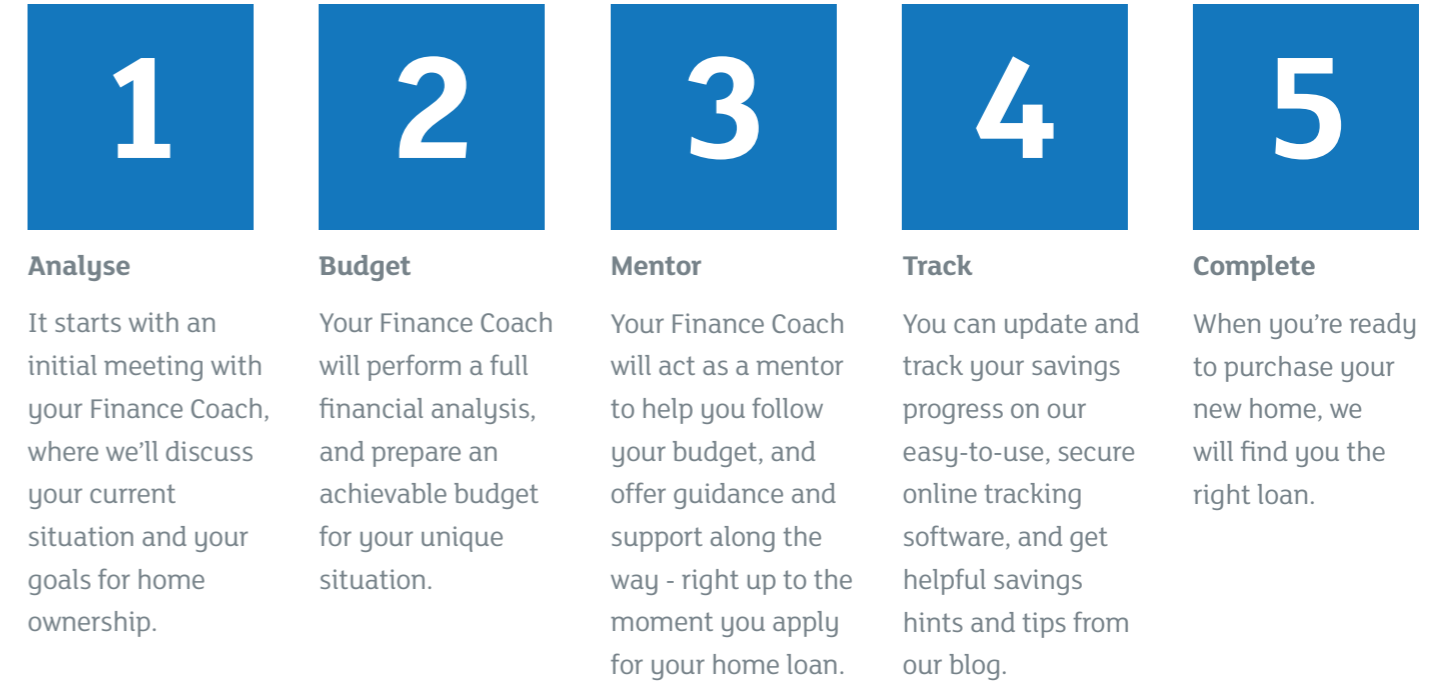 1
Analyse
It starts with an
initial meeting with
your Finance Coach,
where we'll discuss
your current
situation and your
goals for home
ownership.
2
Budget
Your Finance Coach
will perform a full
financial analysis,
and prepare an
achievable budget
for your unique
situation.
3
Mentor
Your Finance Coach
will act as a mentor
to help you follow
your budget, and
offer guidance and
support along the
way - right up to the
moment you apply
for your home loan.
4
Track
You can update and
track your savings
progress on our
easy-to-use, secure
online tracking
software, and get
helpful savings
hints and tips from
our blog.
5
Complete
When you're ready
to purchase your
new home, we
will find you the
right loan.